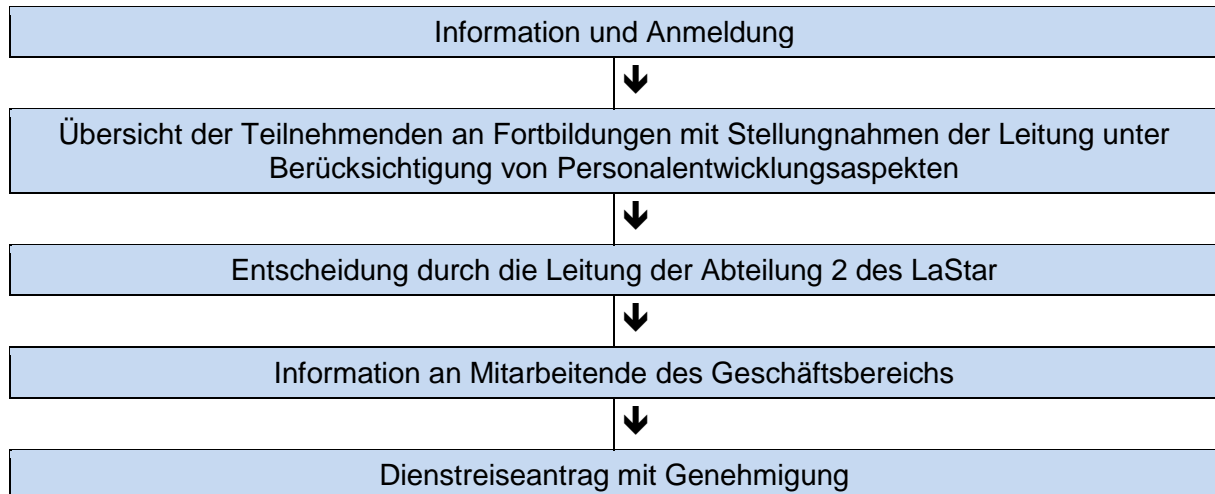 Information und Anmeldung
Übersicht der Teilnehmenden an Fortbildungen mit Stellungnahmen der Leitung unter
Berücksichtigung von Personalentwicklungsaspekten
Entscheidung durch die Leitung der Abteilung 2 des LaStar
Information an Mitarbeitende des Geschäftsbereichs
Dienstreiseantrag mit Genehmigung